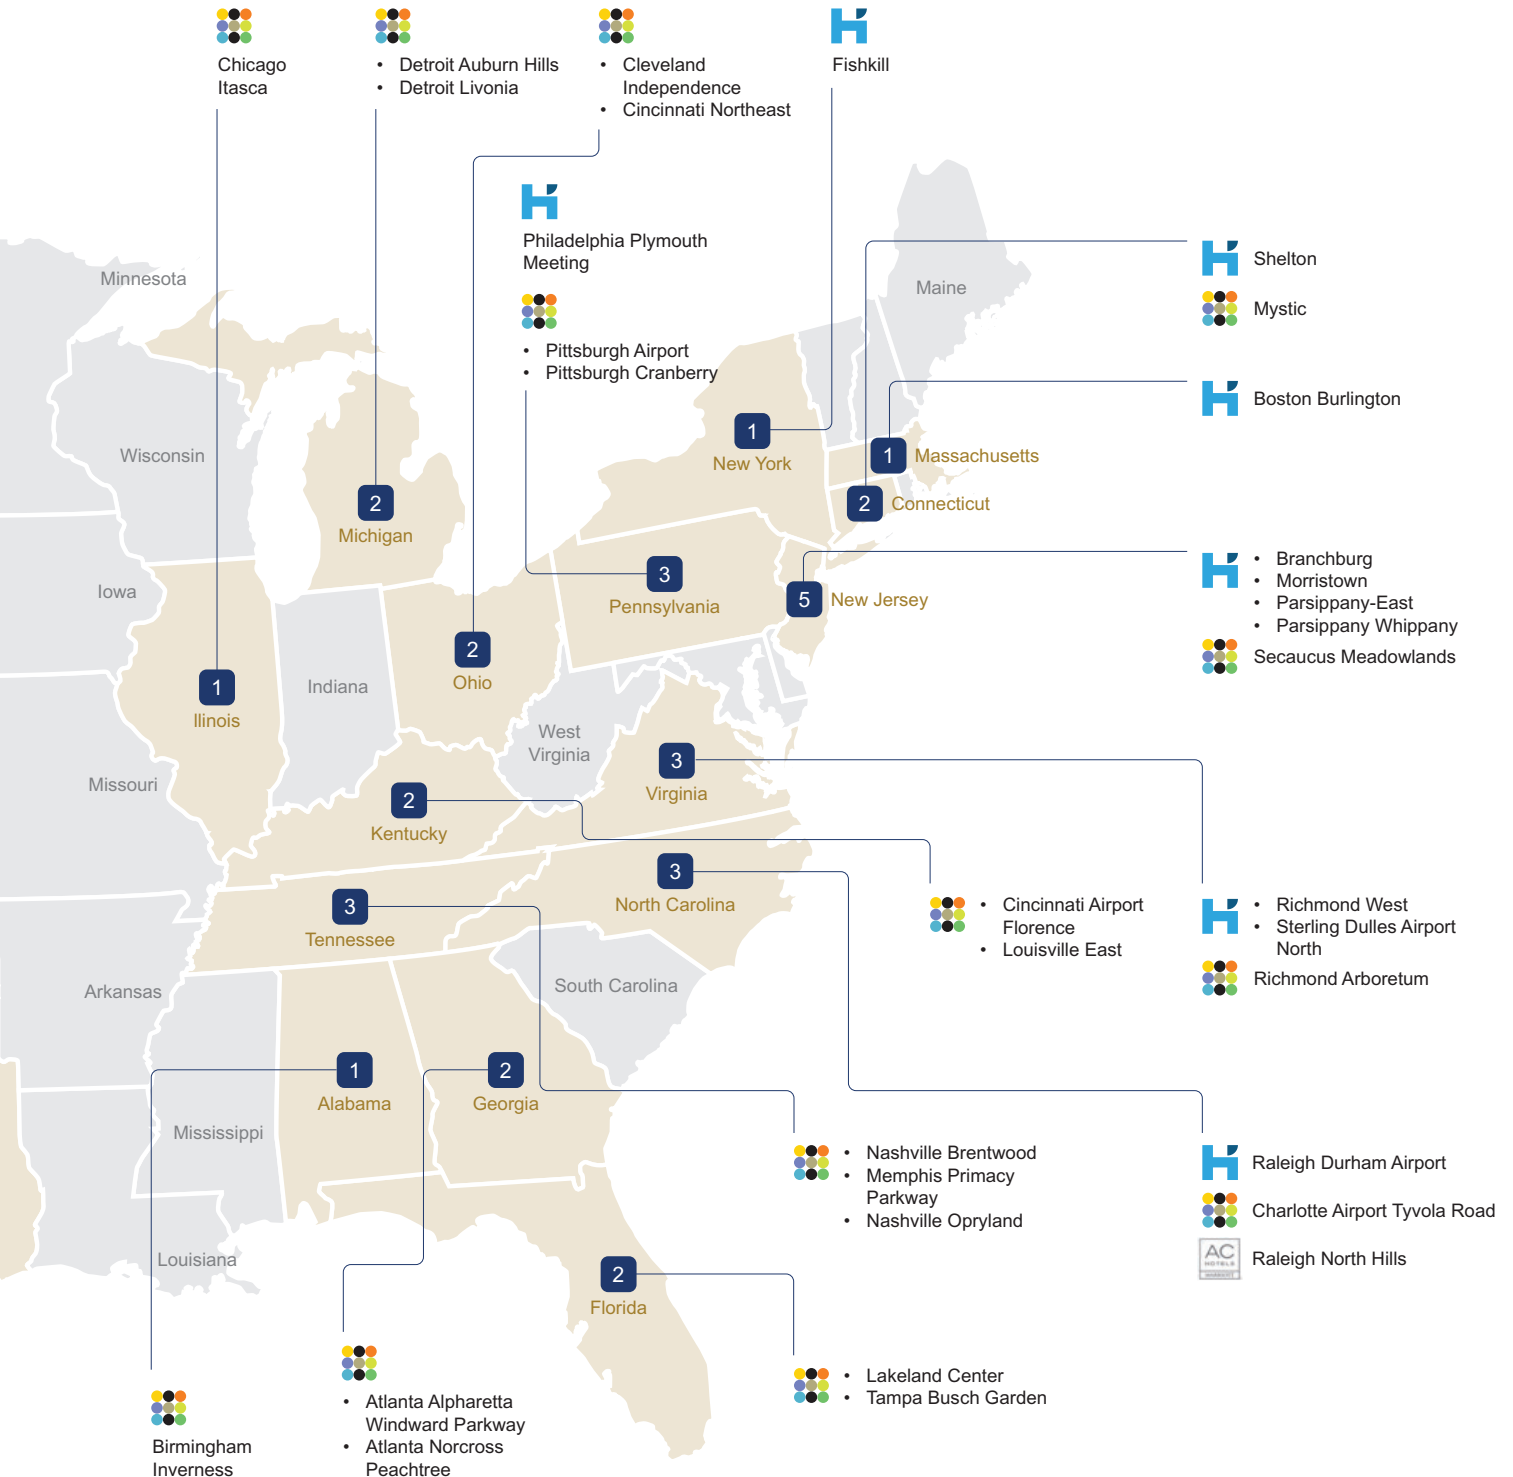 Chicago
Itasca
• Detroit Auburn Hills
• Detroit Livonia
• Cleveland
Independence
• Cincinnati Northeast
Fishkill
Philadelphia Plymouth
Meeting
• Pittsburgh Airport
• Pittsburgh Cranberry
Shelton
Mystic
Boston Burlington
• Branchburg
• Morristown
• Parsippany-East
• Parsippany Whippany
Secaucus Meadowlands
Minnesota
Maine
Wisconsin
1
New York
1 Massachusetts
2 Connecticut
2
Michigan
Iowa
3
Pennsylvania
5 New Jersey
2
Ohio
Indiana
1
Ilinois
West
Virginia
3
Virginia
Missouri
2
Kentucky
3
North Carolina
3
Tennessee
• Cincinnati Airport
Florence
• Louisville East
• Richmond West
• Sterling Dulles Airport
North
Richmond Arboretum
Arkansas
South Carolina
1
Alabama
2
Georgia
Mississippi
Louisiana
• Nashville Brentwood
• Memphis Primacy
Parkway
• Nashville Opryland
Raleigh Durham Airport
Charlotte Airport Tyvola Road
AC
HOTELS
MARRIOTT
Raleigh North Hills
2
Florida
• Lakeland Center
• Tampa Busch Garden
• Atlanta Alpharetta
Windward Parkway
• Atlanta Norcross
Peachtree
Birmingham
Inverness